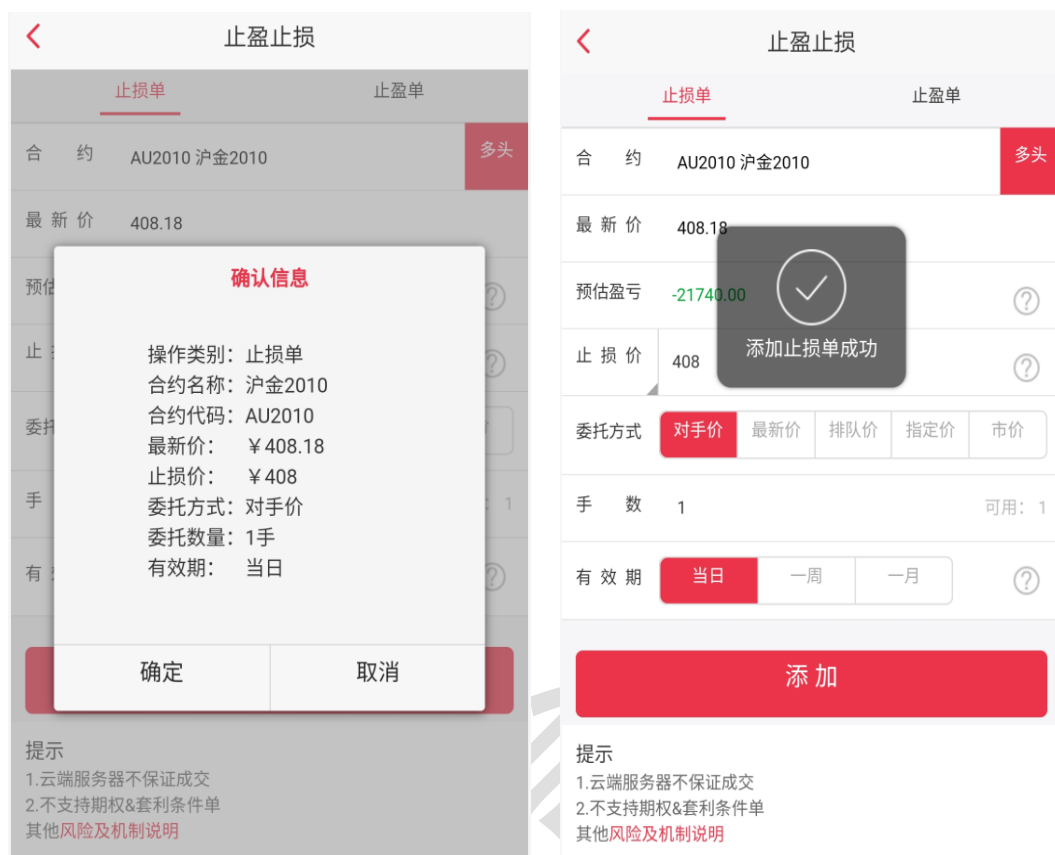 止盈止损
止损单 止盈单
合 约 AU2010 沪金2010 多头
最 新 价 408.18
预估
确认信息
止
操作类别：止损单
合约名称：沪金2010
合约代码：AU2010
最新价： ￥408.18
委托
止损价： ￥408
委托方式：对手价
手 : 1
委托数量：1手
有效期： 当日
有
确定 取消
提示
1.云端服务器不保证成交
2.不支持期权&套利条件单
其他风险及机制说明
止盈止损
止损单 止盈单
合 约 AU2010 沪金2010 多头
最 新 价 408.18
预估盈亏 -21740.00
添加止损单成功
止 损 价 408
委托方式 对手价 最新价 排队价 指定价 市价
手 数 1 可用：1
有 效 期 当日 一周 一月
添 加
提示
1.云端服务器不保证成交
2.不支持期权&套利条件单
其他风险及机制说明